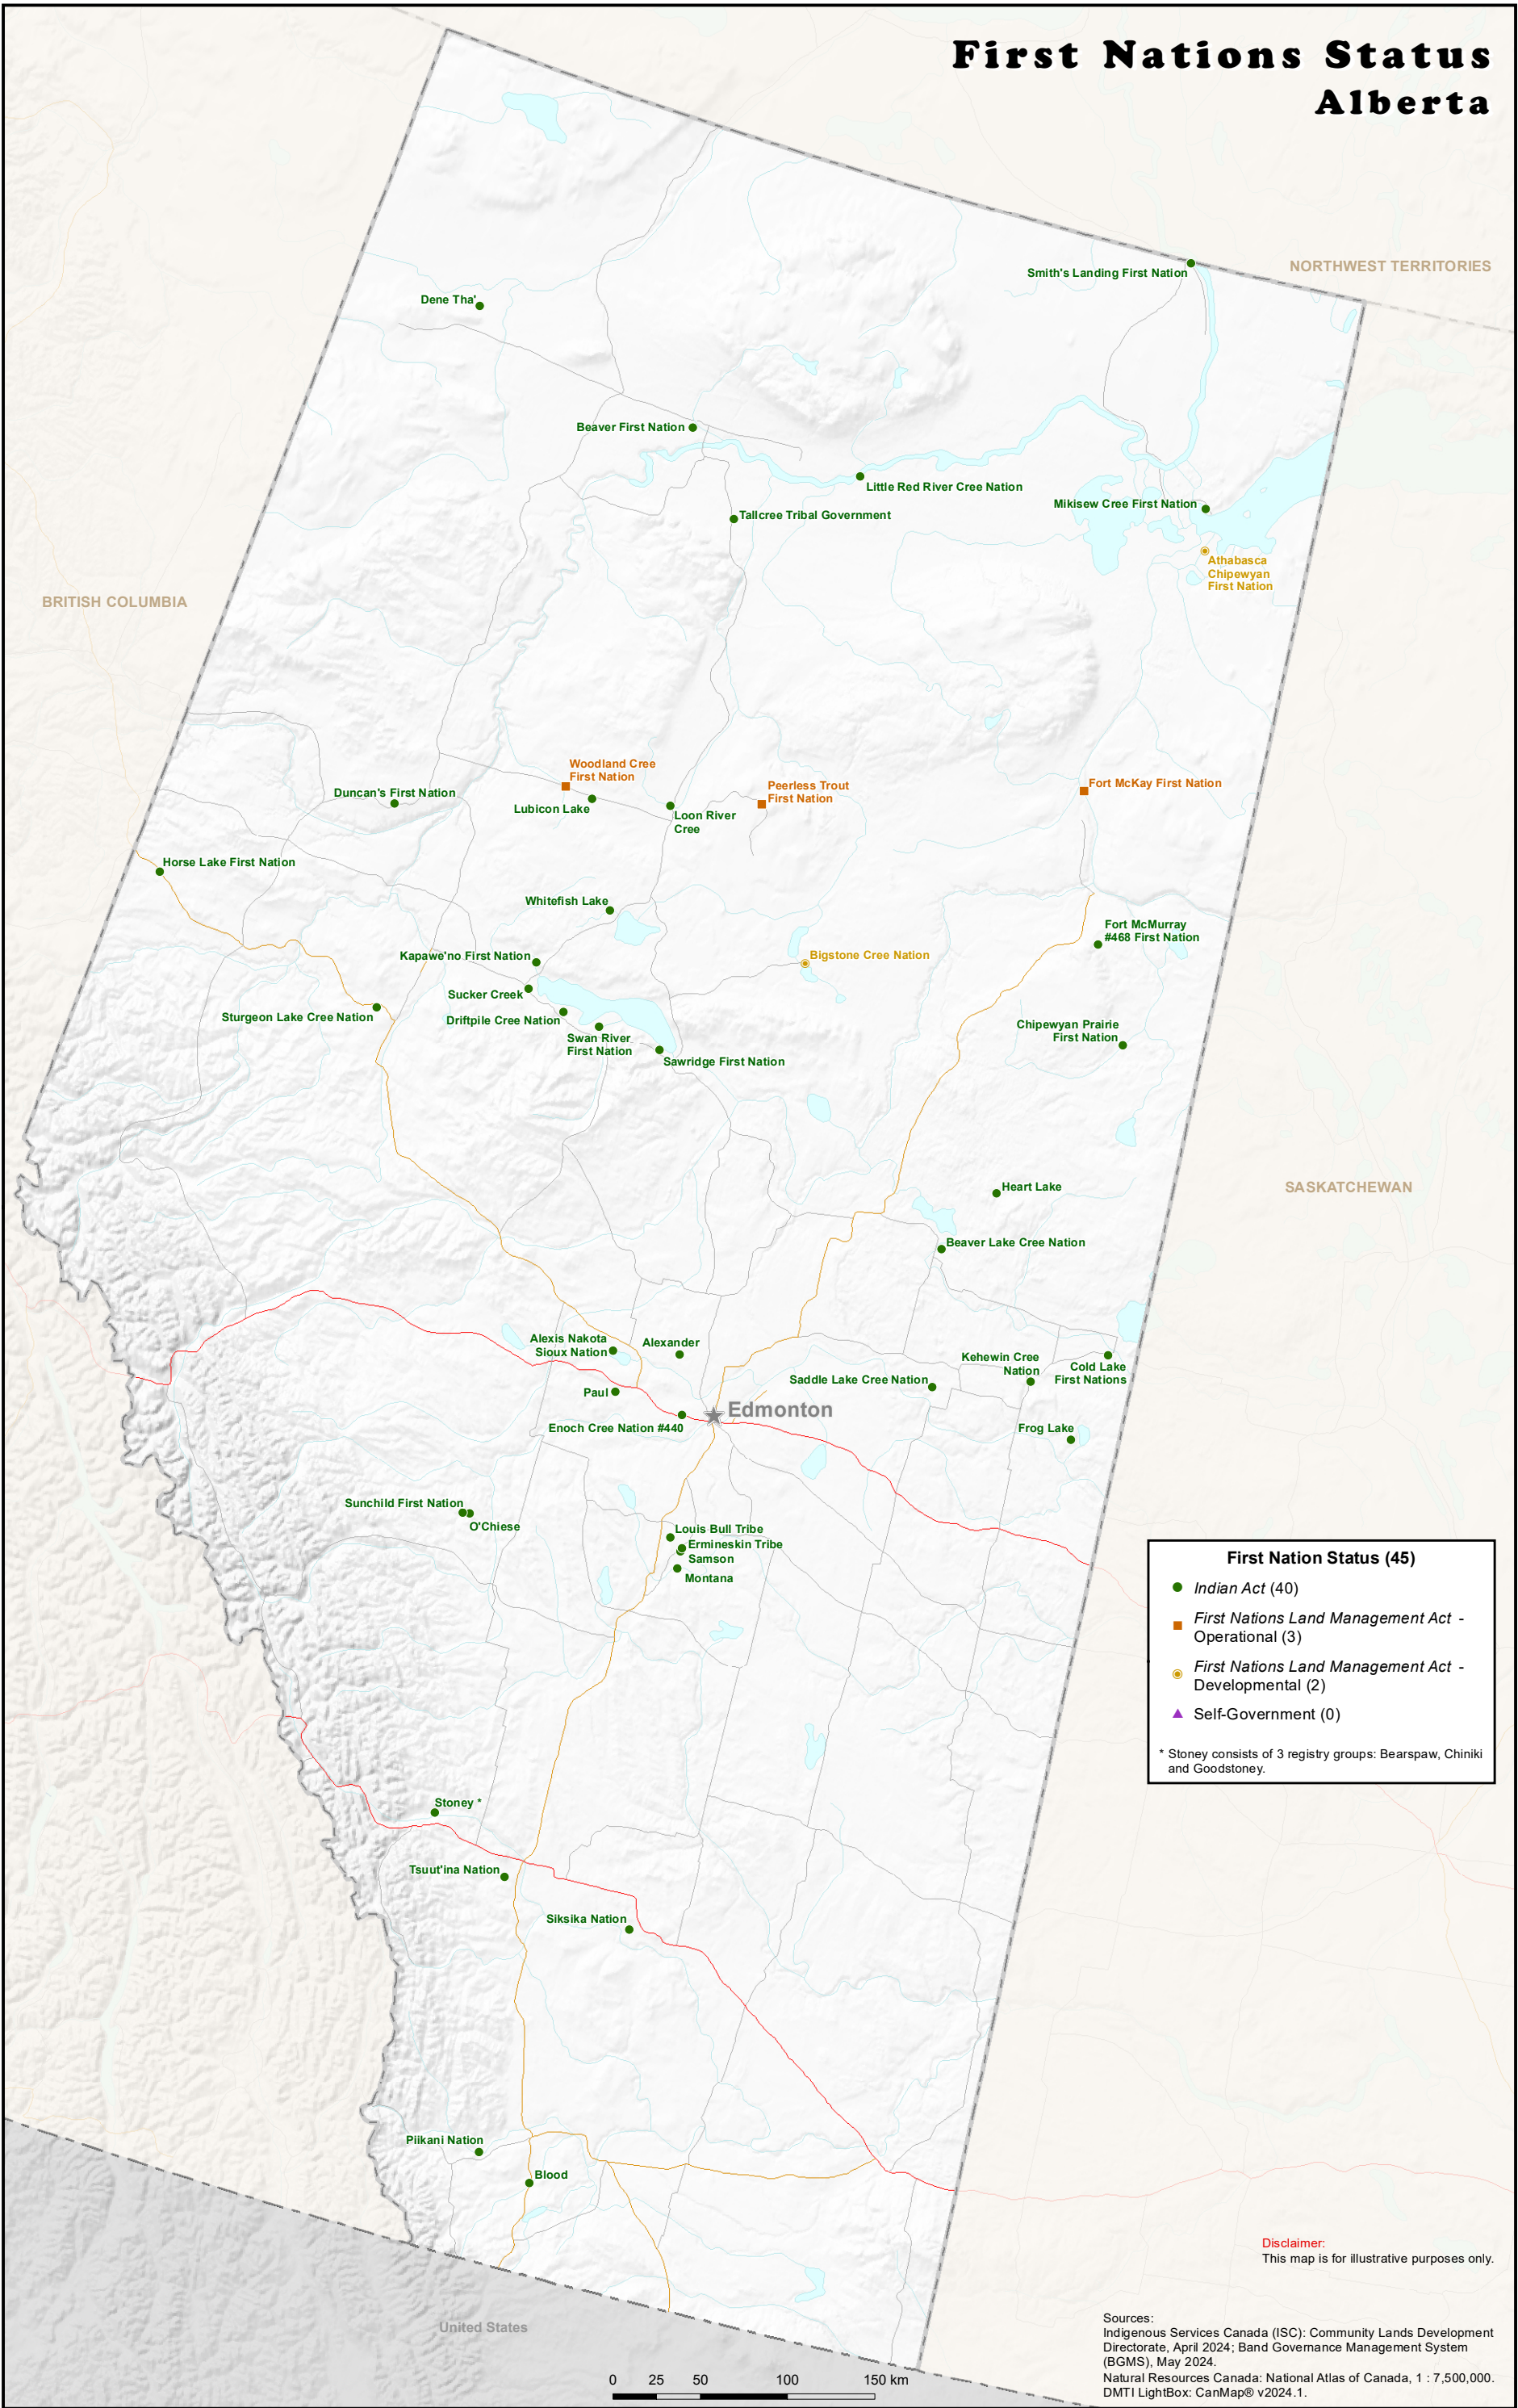 First Nations Status
Alberta
NORTHWEST TERRITORIES
Smith's Landing First Nation
Dene Tha'
Beaver First Nation
Little Red River Cree Nation
Mikisew Cree First Nation
Tallcree Tribal Government
Athabasca
Chipewyan
First Nation
BRITISH COLUMBIA
Woodland Cree
First Nation
Peerless Trout
First Nation
Fort McKay First Nation
Duncan's First Nation
Lubicon Lake
Loon River
Cree
Horse Lake First Nation
Whitefish Lake
Fort McMurray
#468 First Nation
Kapawe'no First Nation
Bigstone Cree Nation
Sucker Creek
Sturgeon Lake Cree Nation
Driftpile Cree Nation
Swan River
First Nation
Sawridge First Nation
Chipewyan Prairie
First Nation
Heart Lake
SASKATCHEWAN
Beaver Lake Cree Nation
Alexis Nakota
Sioux Nation
Alexander
Kehewin Cree
Nation
Cold Lake
First Nations
Saddle Lake Cree Nation
Paul
Edmonton
Enoch Cree Nation #440
Frog Lake
Sunchild First Nation
O'Chiese
Louis Bull Tribe
Ermineskin Tribe
Samson
Montana
First Nation Status (45)
Indian Act (40)
First Nations Land Management Act -
Operational (3)
First Nations Land Management Act -
Developmental (2)
Self-Government (0)
* Stoney consists of 3 registry groups: Bearspaw, Chiniki
and Goodstoney.
Stoney *
Tsuut'ina Nation
Siksika Nation
Piikani Nation
Blood
Disclaimer:
This map is for illustrative purposes only.
United States
Sources:
Indigenous Services Canada (ISC): Community Lands Development
Directorate, April 2024; Band Governance Management System
(BGMS), May 2024.
Natural Resources Canada: National Atlas of Canada, 1 : 7,500,000.
DMTI LightBox: CanMap® v2024.1.
0 25 50 100 150 km